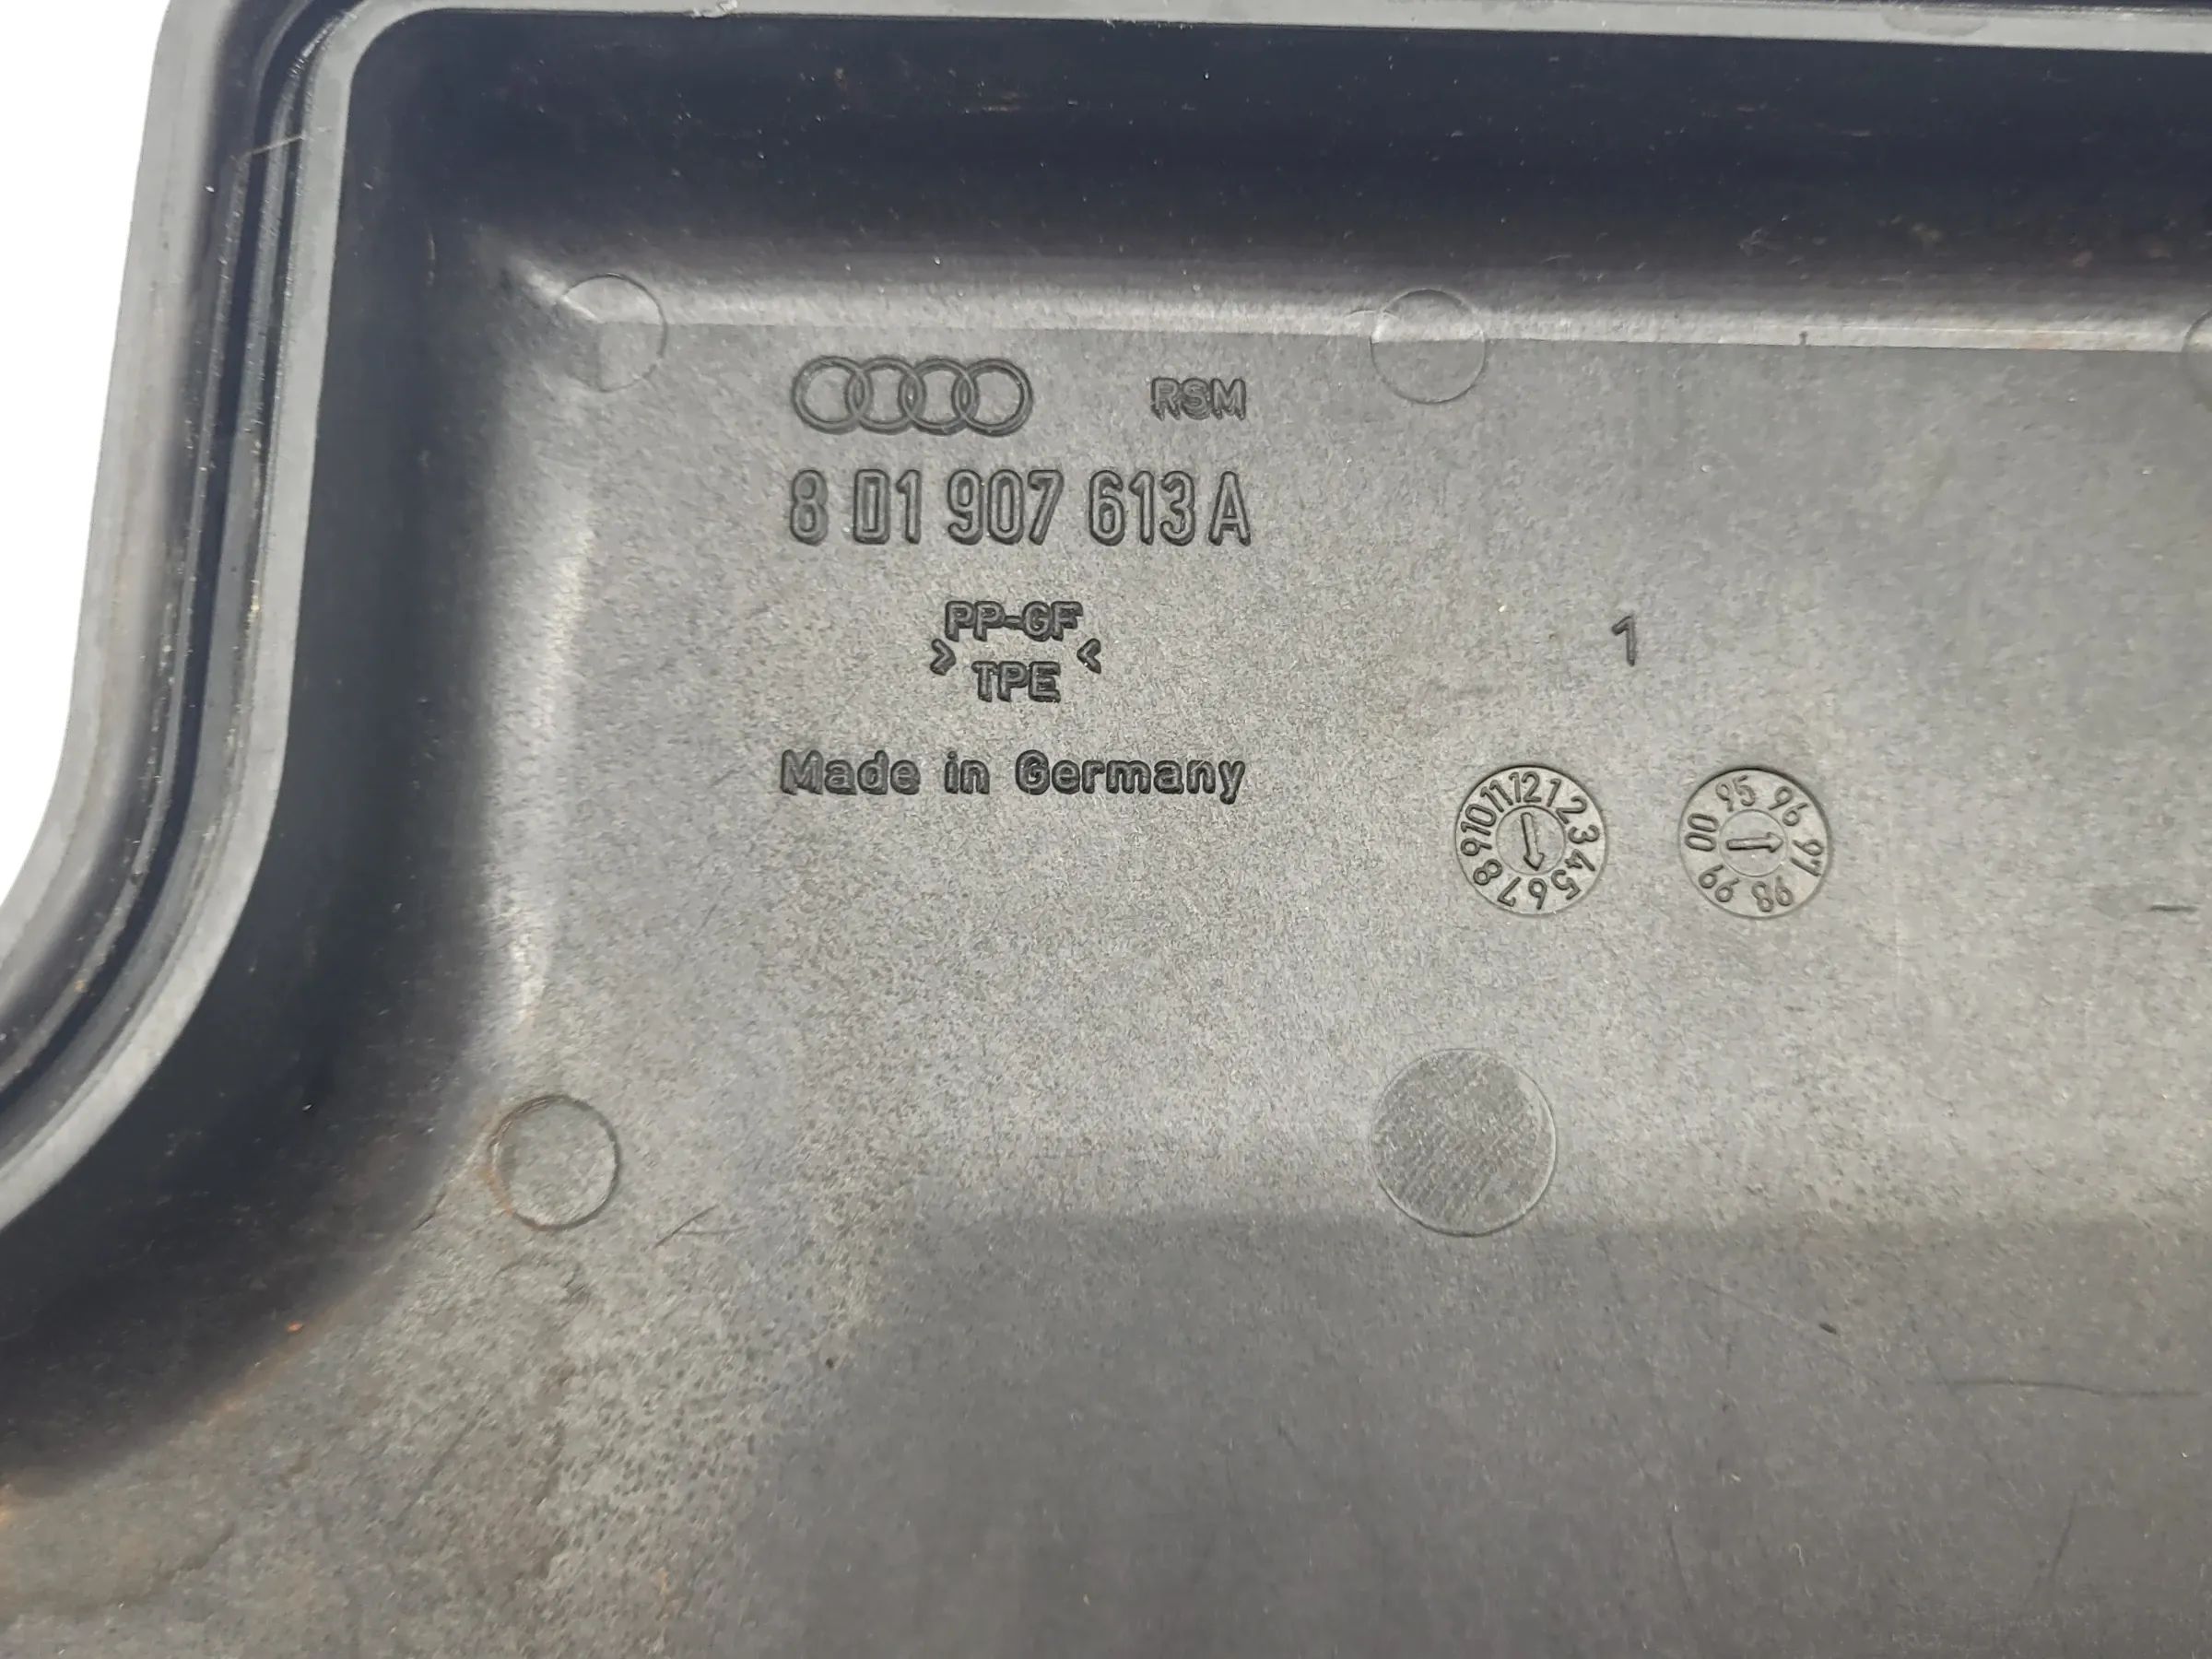 RSM
8 D1 907 613 A
PP-GF
> TPE <
Made in Germany
1
1 2 3 4 5 6 7 8 9 10 11 12
95 96 97 98 99 00